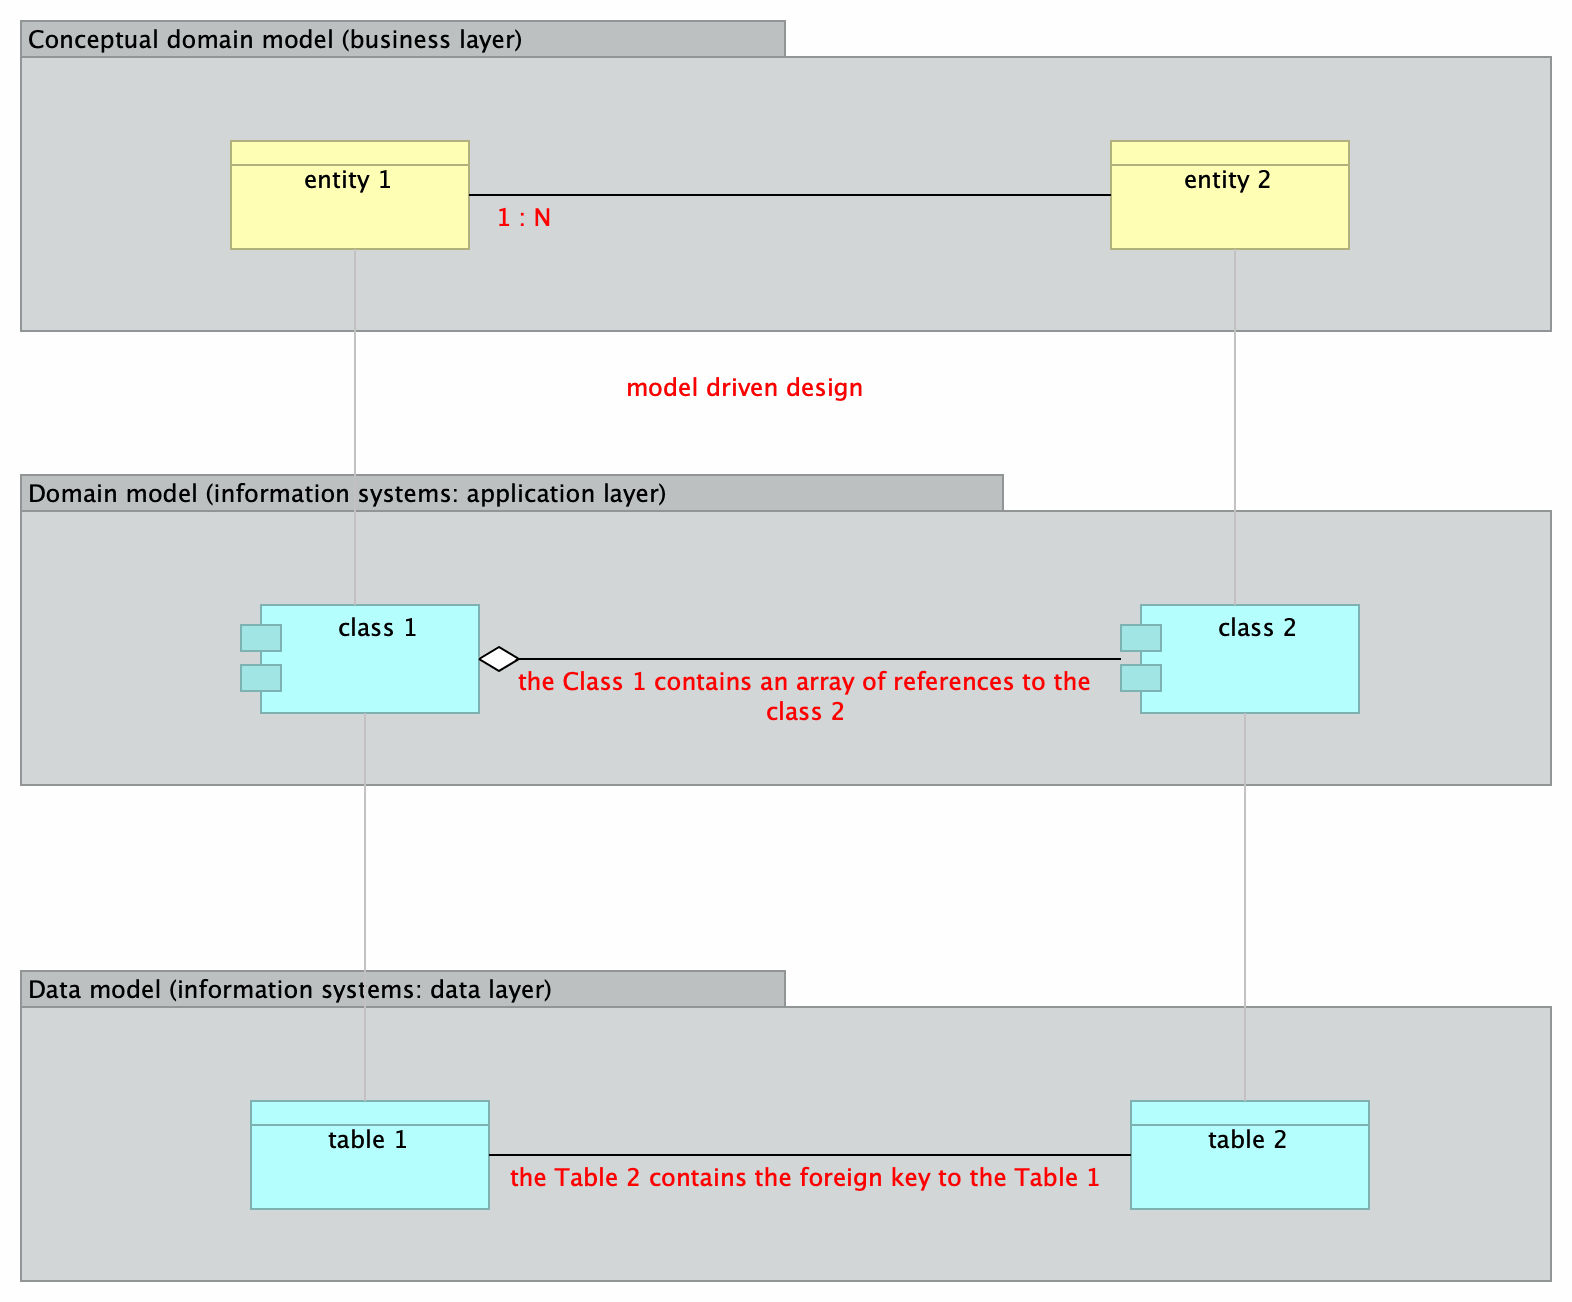 Conceptual domain model (business layer)
entity 1
entity 2
1 : N
model driven design
Domain model (information systems: application layer)
class 1
class 2
the Class 1 contains an array of references to the
class 2
Data model (information systems: data layer)
table 1
table 2
the Table 2 contains the foreign key to the Table 1